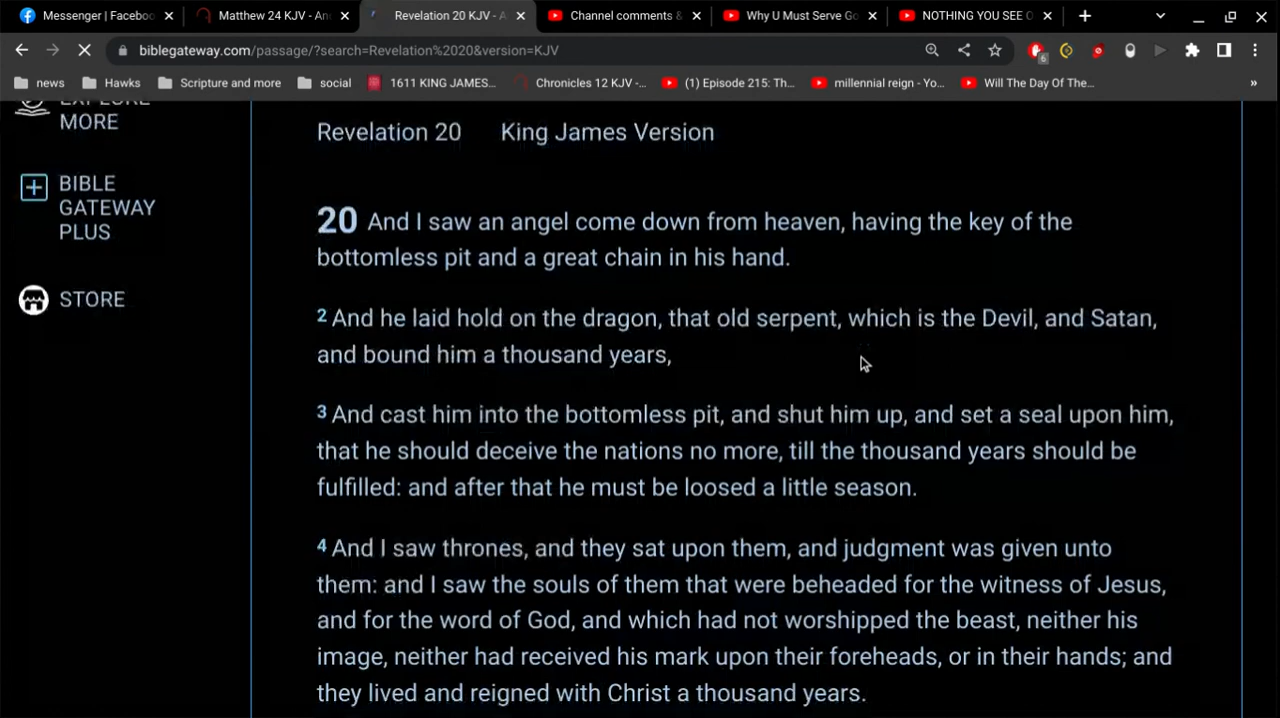 Messenger | Faceboo
Matthew 24 KJV - An
Revelation 20 KJV - A
Channel comments &
Why U Must Serve Go
NOTHING YOU SEE O
biblegateway.com/passage/?search=Revelation%2020&version=KJV
6
news
Hawks
Scripture and more
social
1611 KING JAMES...
Chronicles 12 KJV -...
(1) Episode 215: Th...
millennial reign - Yo...
Will The Day Of The...
»
EXPLORE
MORE
BIBLE
GATEWAY
PLUS
STORE
Revelation 20 King James Version
20 And I saw an angel come down from heaven, having the key of the
bottomless pit and a great chain in his hand.
2 And he laid hold on the dragon, that old serpent, which is the Devil, and Satan,
and bound him a thousand years,
3 And cast him into the bottomless pit, and shut him up, and set a seal upon him,
that he should deceive the nations no more, till the thousand years should be
fulfilled: and after that he must be loosed a little season.
4 And I saw thrones, and they sat upon them, and judgment was given unto
them: and I saw the souls of them that were beheaded for the witness of Jesus,
and for the word of God, and which had not worshipped the beast, neither his
image, neither had received his mark upon their foreheads, or in their hands; and
they lived and reigned with Christ a thousand years.